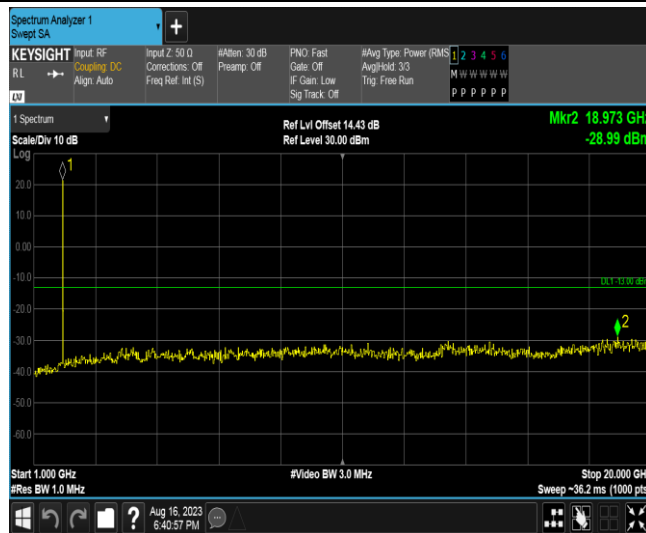 Spectrum Analyzer 1
Swept SA
+
KEYSIGHT
RL
LXI
Input: RF
Coupling: DC
Align: Auto
Input Z: 50 Ω
Corrections: Off
Freq Ref: Int (S)
#Atten: 30 dB
Preamp: Off
PNO: Fast
Gate: Off
IF Gain: Low
Sig Track: Off
#Avg Type: Power (RMS
Avg|Hold: 3/3
Trig: Free Run
1 2 3 4 5 6
M W W W W W
P P P P P P
1 Spectrum
Scale/Div 10 dB
Log
Ref Lvl Offset 14.43 dB
Ref Level 30.00 dBm
Mkr2 18.973 GHz
-28.99 dBm
1
20.0
10.0
0.00
-10.0
DL1 -13.00 dBm
-20.0
2
-30.0
-40.0
-50.0
-60.0
Start 1.000 GHz
#Res BW 1.0 MHz
#Video BW 3.0 MHz
Stop 20.000 GHz
Sweep ~36.2 ms (1000 pts)
?
Aug 16, 2023
6:40:57 PM